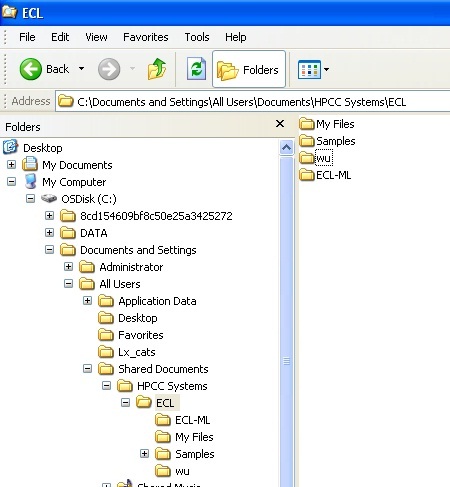 ECL
File Edit View Favorites Tools Help
Back Folders
Address C:\Documents and Settings\All Users\Documents\HPCC Systems\ECL
Folders
My Files
Samples
wu
ECL-ML
Desktop
My Documents
My Computer
OSDisk (C:)
8cd154609bf8c50e25a3425272
DATA
Documents and Settings
Administrator
All Users
Application Data
Desktop
Favorites
Lx_cats
Shared Documents
HPCC Systems
ECL
ECL-ML
My Files
Samples
wu
Shared Music